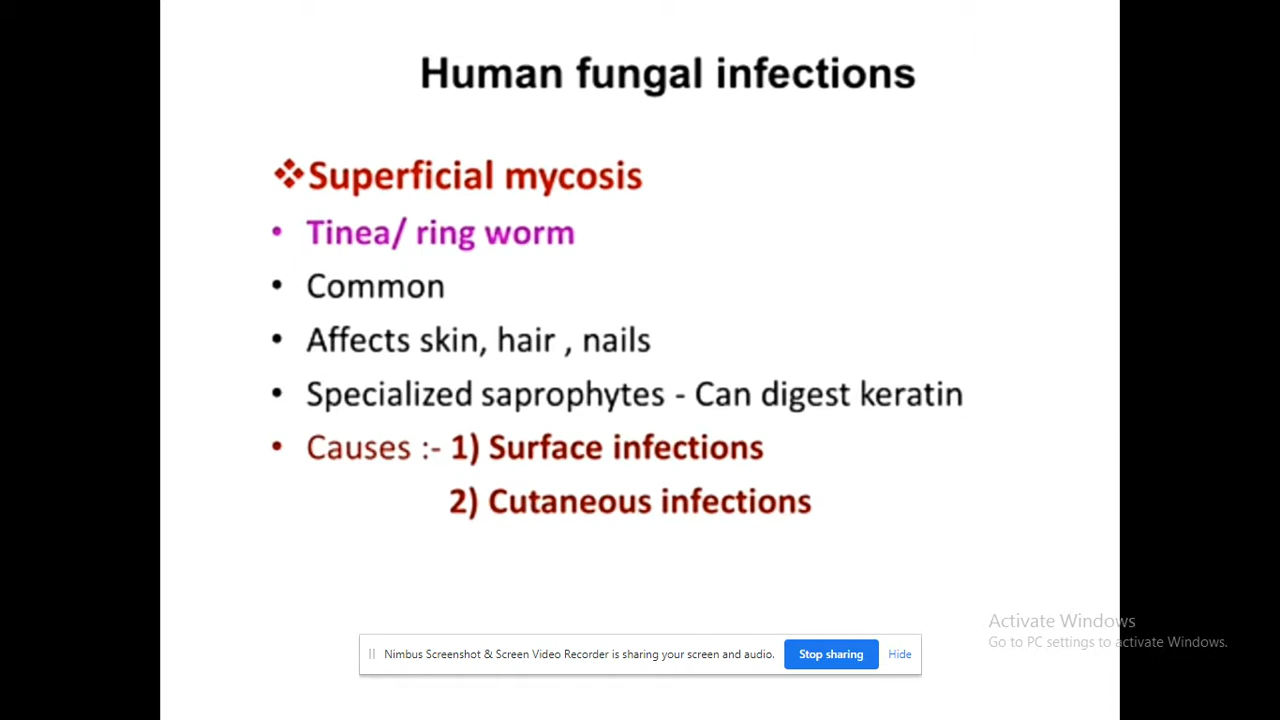 Human fungal infections
❖Superficial mycosis
• Tinea/ ring worm
• Common
• Affects skin, hair , nails
• Specialized saprophytes - Can digest keratin
• Causes :- 1) Surface infections
2) Cutaneous infections
Activate Windows
Go to PC settings to activate Windows.
Nimbus Screenshot & Screen Video Recorder is sharing your screen and audio. Stop sharing Hide